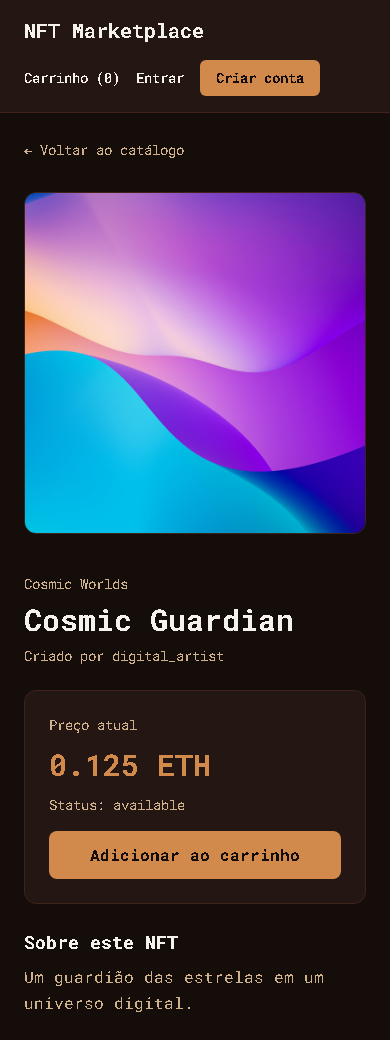 NFT Marketplace
Carrinho (0) Entrar Criar conta
← Voltar ao catálogo
Cosmic Worlds
Cosmic Guardian
Criado por digital_artist
Preço atual
0.125 ETH
Status: available
Adicionar ao carrinho
Sobre este NFT
Um guardião das estrelas em um
universo digital.